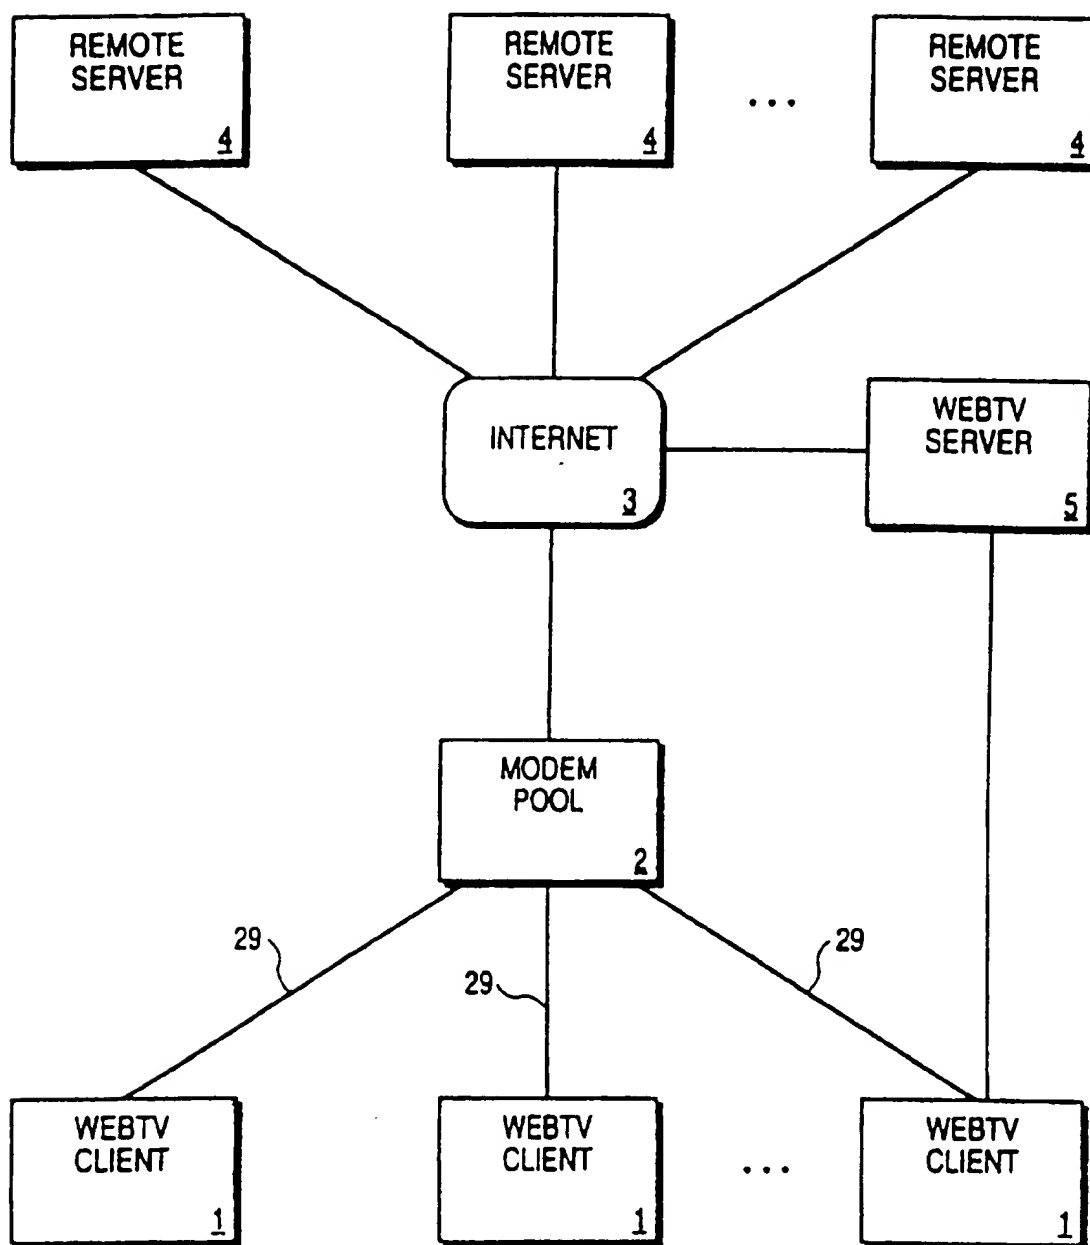 REMOTE
SERVER
4
REMOTE
SERVER
4
...
REMOTE
SERVER
4
INTERNET
3
WEBTV
SERVER
5
MODEM
POOL
2
29
29
29
WEBTV
CLIENT
1
WEBTV
CLIENT
1
...
WEBTV
CLIENT
1